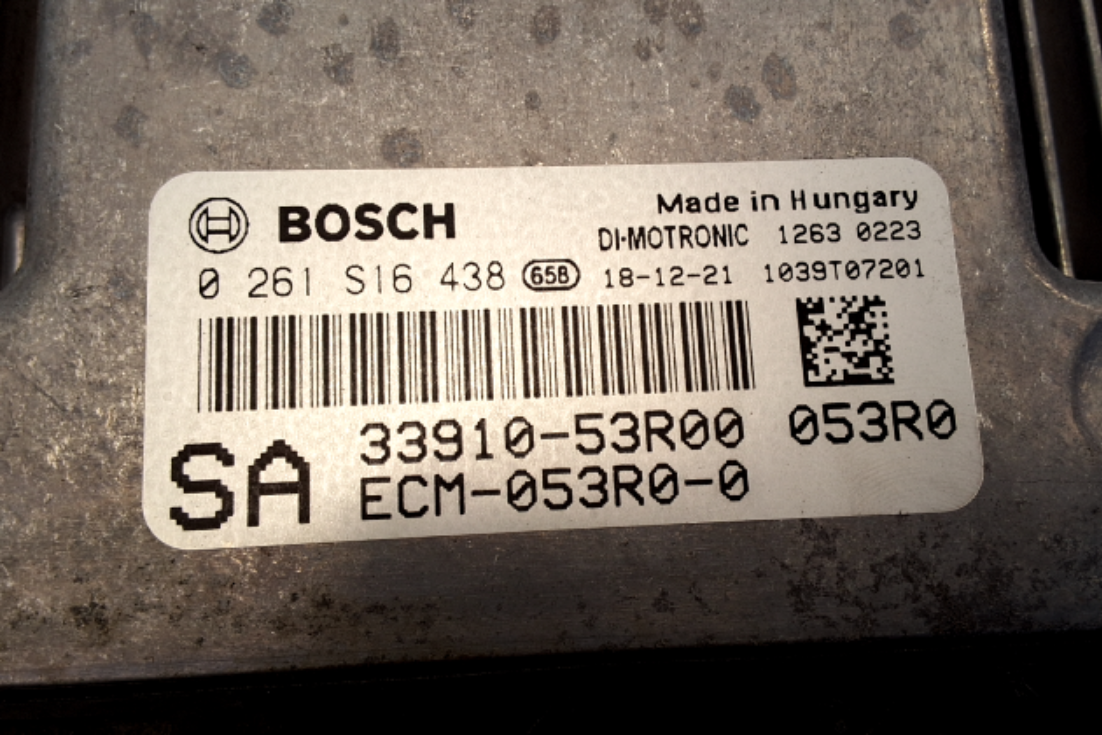 BOSCH Made in Hungary
DI-MOTRONIC 1263 0223
0 261 S16 438 65B 18-12-21 1039T07201
SA 33910-53R00 053R0
ECM-053R0-0